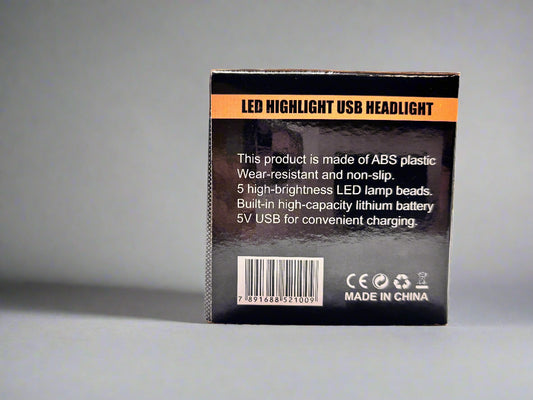 LED HIGHLIGHT USB HEADLIGHT
This product is made of ABS plastic
Wear-resistant and non-slip.
5 high-brightness LED lamp beads.
Built-in high-capacity lithium battery
5V USB for convenient charging.
7 891688 521009
CE
MADE IN CHINA